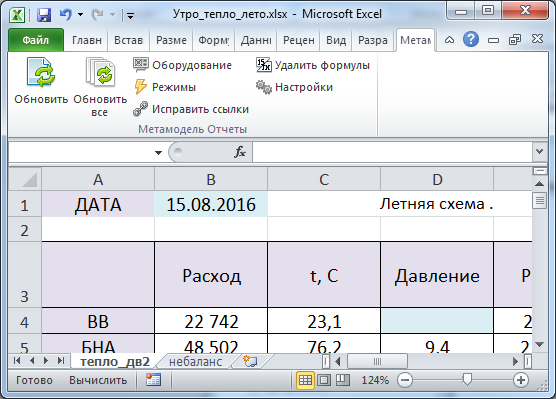 Утро_тепло_лето.xlsx - Microsoft Excel
Файл Главн Встав Разме Форм Данни Рецен Вид Разра Метам
Обновить
Обновить все
Оборудование
Режимы
Исправить ссылки
Удалить формулы
Настройки
Метамодель Отчеты
fx
A B C D
1 ДАТА 15.08.2016 Летняя схема .
2
3 Расход t, C Давление Р
4 ВВ 22 742 23,1 2
5 БНА 48 502 76,2 9,4 2
тепло_дв2 небаланс
Готово Вычислить 124%